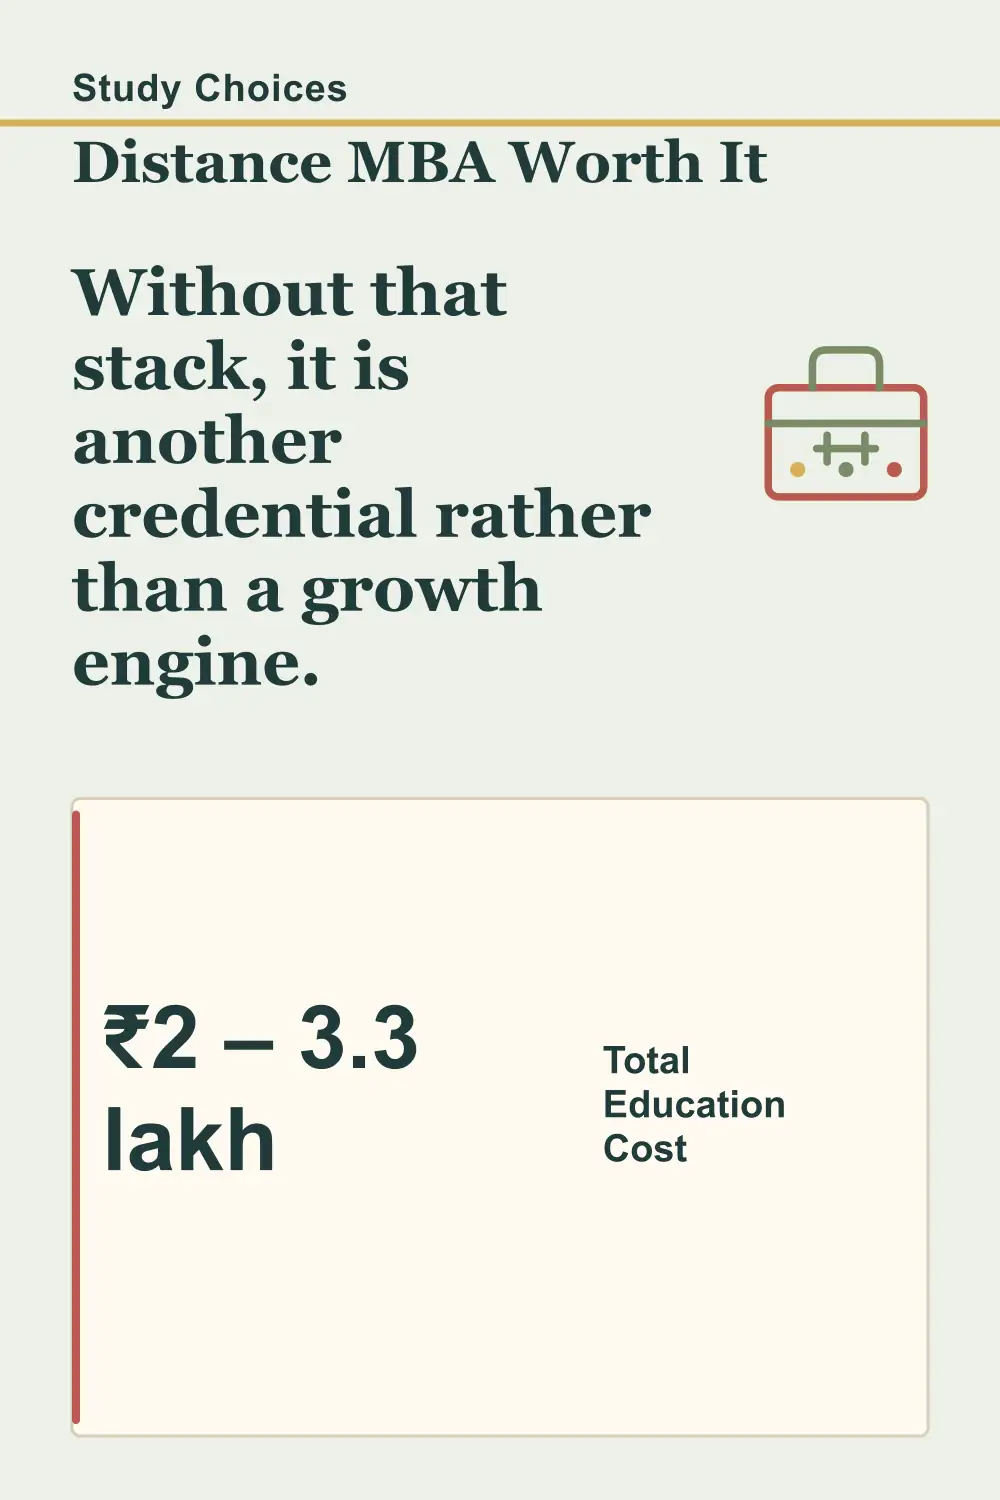 Study Choices
Distance MBA Worth It
Without that
stack, it is
another
credential rather
than a growth
engine.
₹2 – 3.3
lakh
Total
Education
Cost